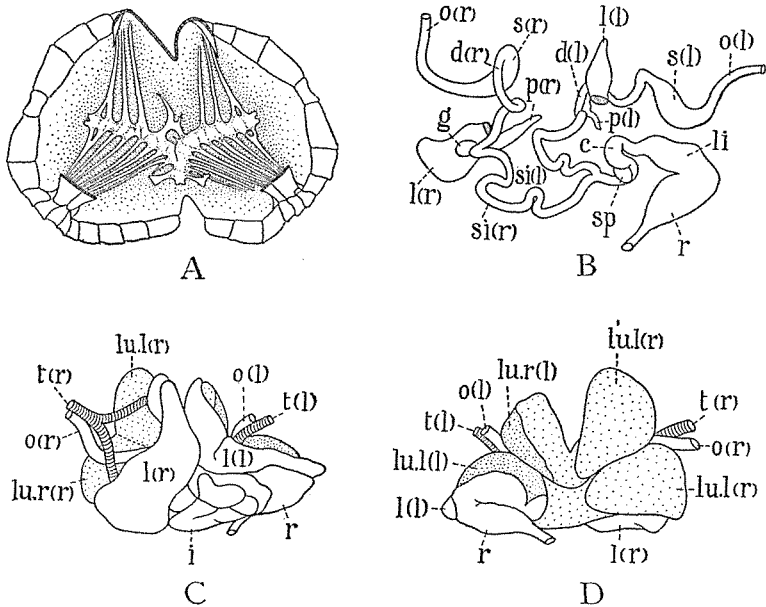 A
o(r)
s(r)
l(l)
d(r)
d(l)
s(l)
o(l)
p(r)
g
p(l)
c
li
l(r)
si(l)
si(r)
sp
r
B
lu.l(r)
t(r)
o(l)
t(l)
o(r)
l(r)
l(l)
lu.r(r)
i
r
C
lu.l(r)
lu.r(l)
o(l)
t(l)
t(r)
o(r)
lu.l(l)
lu.l(r)
l(l)
r
l(r)
D